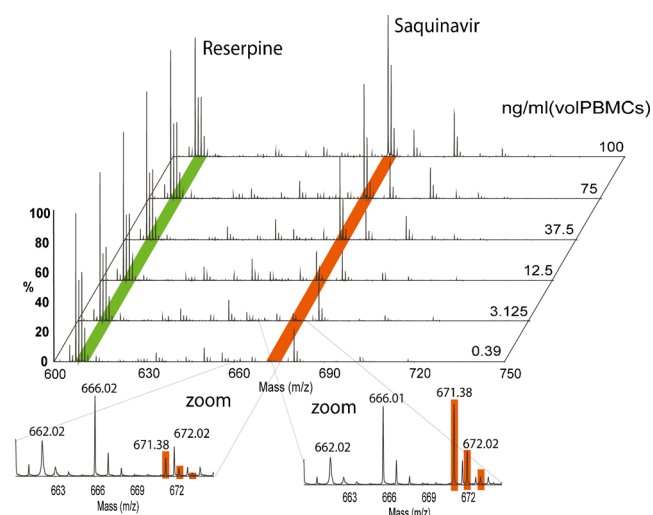 Saquinavir
Reserpine
ng/ml(volPBMCs)
100
75
37.5
12.5
3.125
0.39
100
80
60
%
40
20
0
600 630 660 690 720 750
Mass (m/z)
zoom
666.02
662.02
671.38
672.02
663 666 669 672
Mass (m/z)
zoom
666.01
671.38
662.02
672.02
663 666 669 672
Mass (m/z)